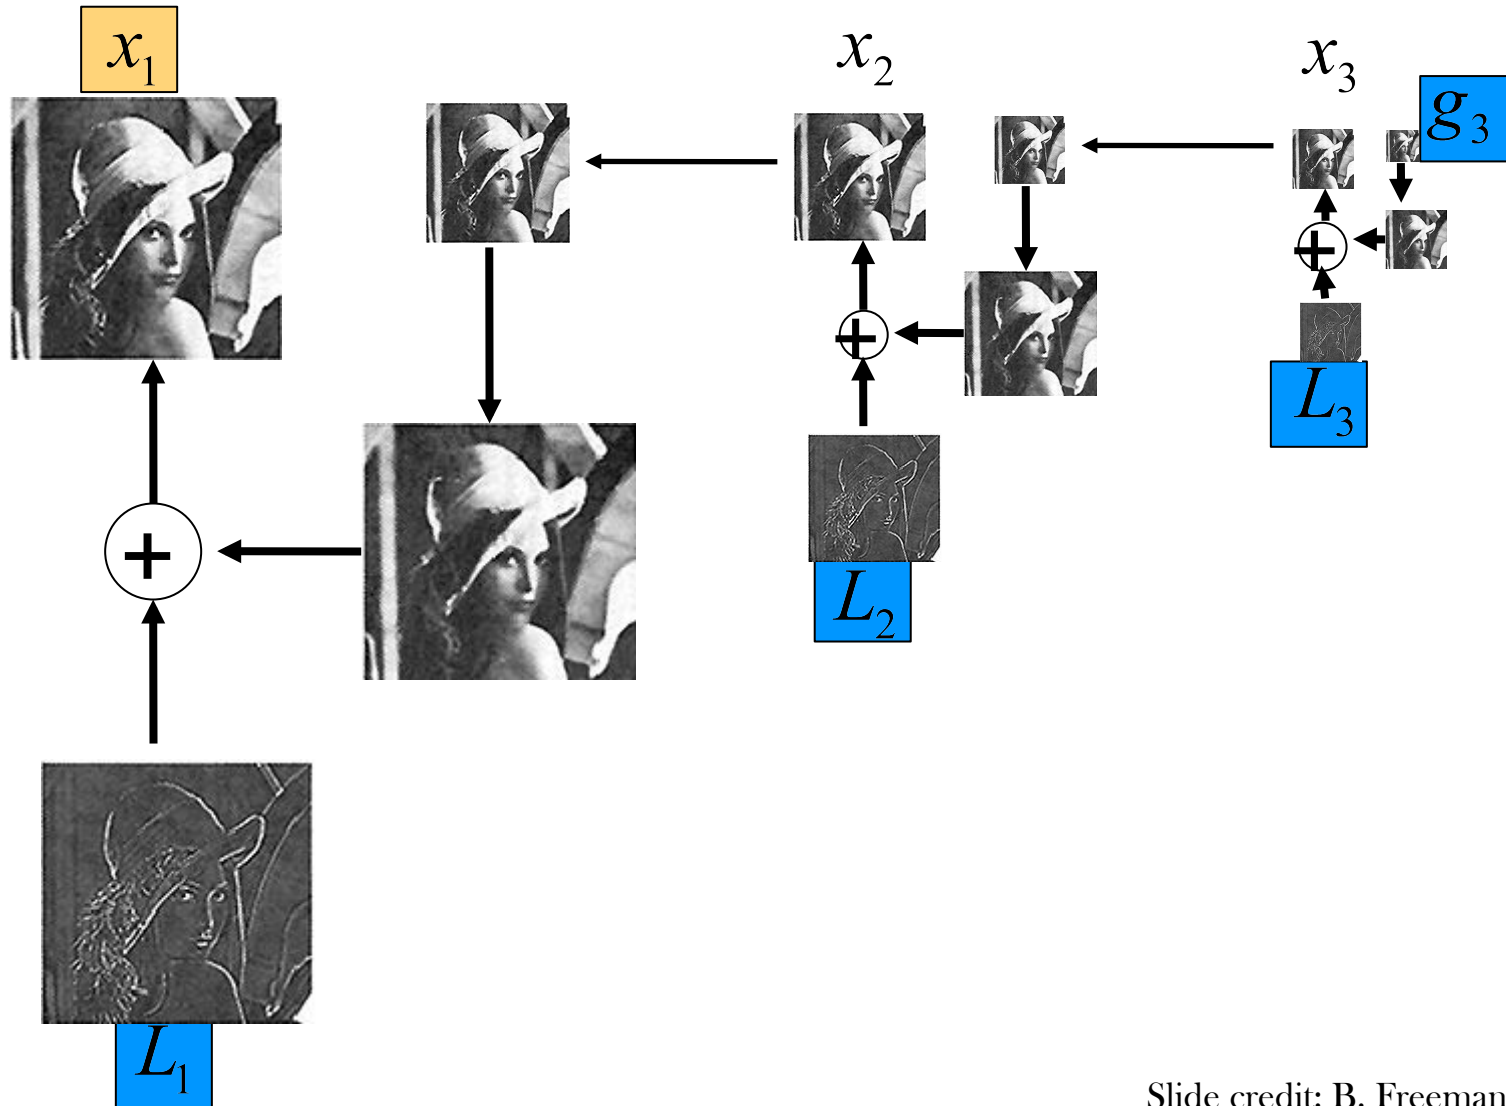 x₁
x₂
x₃
g₃
+
+
+
L₃
L₂
L₁
Slide credit: B. Freeman